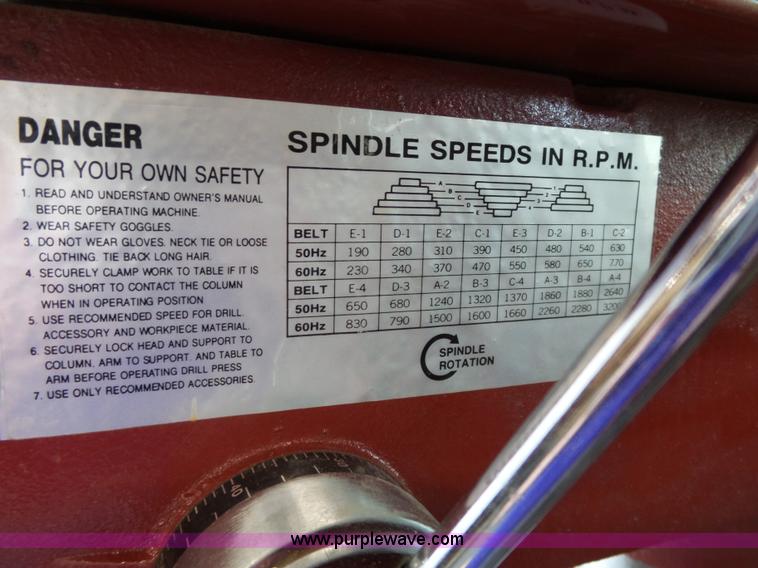 DANGER
FOR YOUR OWN SAFETY
1. READ AND UNDERSTAND OWNER'S MANUAL
BEFORE OPERATING MACHINE.
2. WEAR SAFETY GOGGLES.
3. DO NOT WEAR GLOVES. NECK TIE OR LOOSE
CLOTHING. TIE BACK LONG HAIR.
4. SECURELY CLAMP WORK TO TABLE IF IT IS
TOO SHORT TO CONTACT THE COLUMN
WHEN IN OPERATING POSITION
5. USE RECOMMENDED SPEED FOR DRILL.
ACCESSORY AND WORKPIECE MATERIAL.
6. SECURELY LOCK HEAD AND SUPPORT TO
COLUMN. ARM TO SUPPORT. AND TABLE TO
ARM BEFORE OPERATING DRILL PRESS
7. USE ONLY RECOMMENDED ACCESSORIES.
SPINDLE SPEEDS IN R.P.M.
A 1
B 2
C 3
D 4
E
BELT E-1 D-1 E-2 C-1 E-3 D-2 B-1 C-2
50Hz 190 280 310 390 450 480 540 630
60Hz 230 340 370 470 550 580 650 770
BELT E-4 D-3 A-2 B-3 C-4 A-3 B-4 A-4
50Hz 650 680 1240 1320 1370 1860 1880 2640
60Hz 830 790 1500 1600 1660 2260 2280 3200
SPINDLE
ROTATION
www.purplewave.com